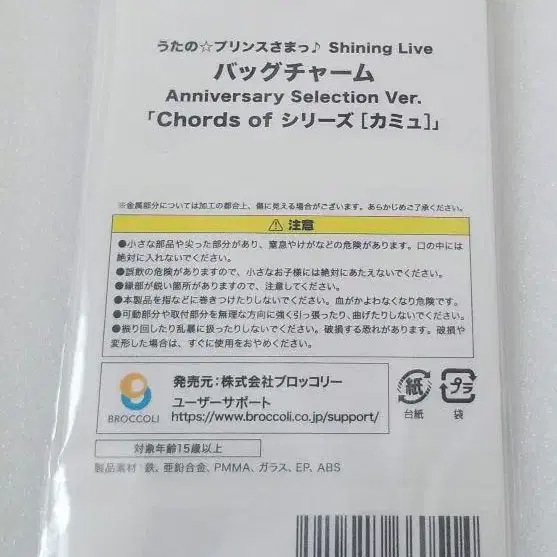 うたの☆プリンスさまっ♪ Shining Live
バッグチャーム
Anniversary Selection Ver.
「Chords of シリーズ [カミュ]」
※金属部分については加工の都合上、傷に見える場合がございます。あらかじめご了承ください。
⚠注意
●小さな部品や尖った部分があり、窒息やけがなどの危険があります。口の中には
絶対に入れないでください。
●誤飲の危険がありますので、小さなお子様には絶対にあたえないでください。
●縁部が鋭い箇所がありますので、注意してください。
●本製品を指などに巻きつけたりしないでください。血がかよわなくなり危険です。
●可動部分や取付部分を無理な方向に強く引っ張ったり、曲げたりしないでください。
●振り回したり乱暴に扱ったりしないでください。破損する恐れがあります。破損や
変形した場合は、すぐに使用をおやめください。
BROCCOLI
発売元:株式会社ブロッコリー
ユーザーサポート
https://www.broccoli.co.jp/support/
紙
台紙
プラ
袋
対象年齢15歳以上
製品素材:鉄、亜鉛合金、PMMA、ガラス、EP、ABS